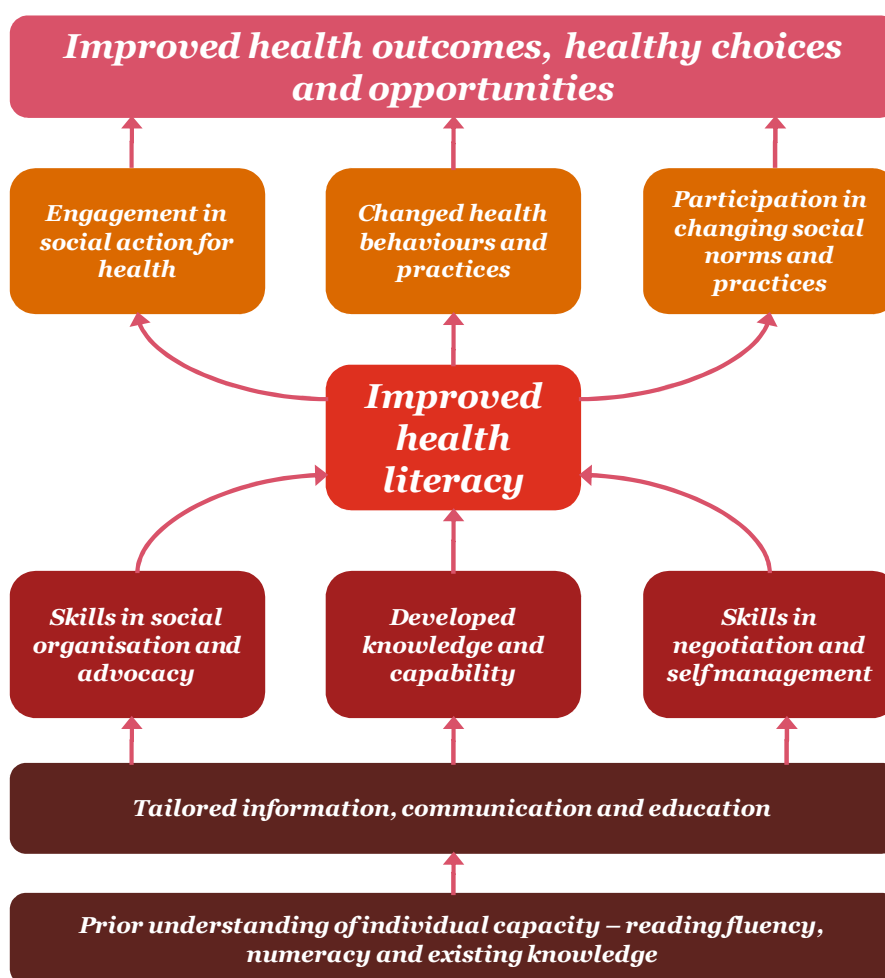 Improved health outcomes, healthy choices
and opportunities
Engagement in
social action for
health
Changed health
behaviours and
practices
Participation in
changing social
norms and
practices
Improved
health
literacy
Skills in social
organisation and
advocacy
Developed
knowledge and
capability
Skills in
negotiation and
self management
Tailored information, communication and education
Prior understanding of individual capacity – reading fluency,
numeracy and existing knowledge